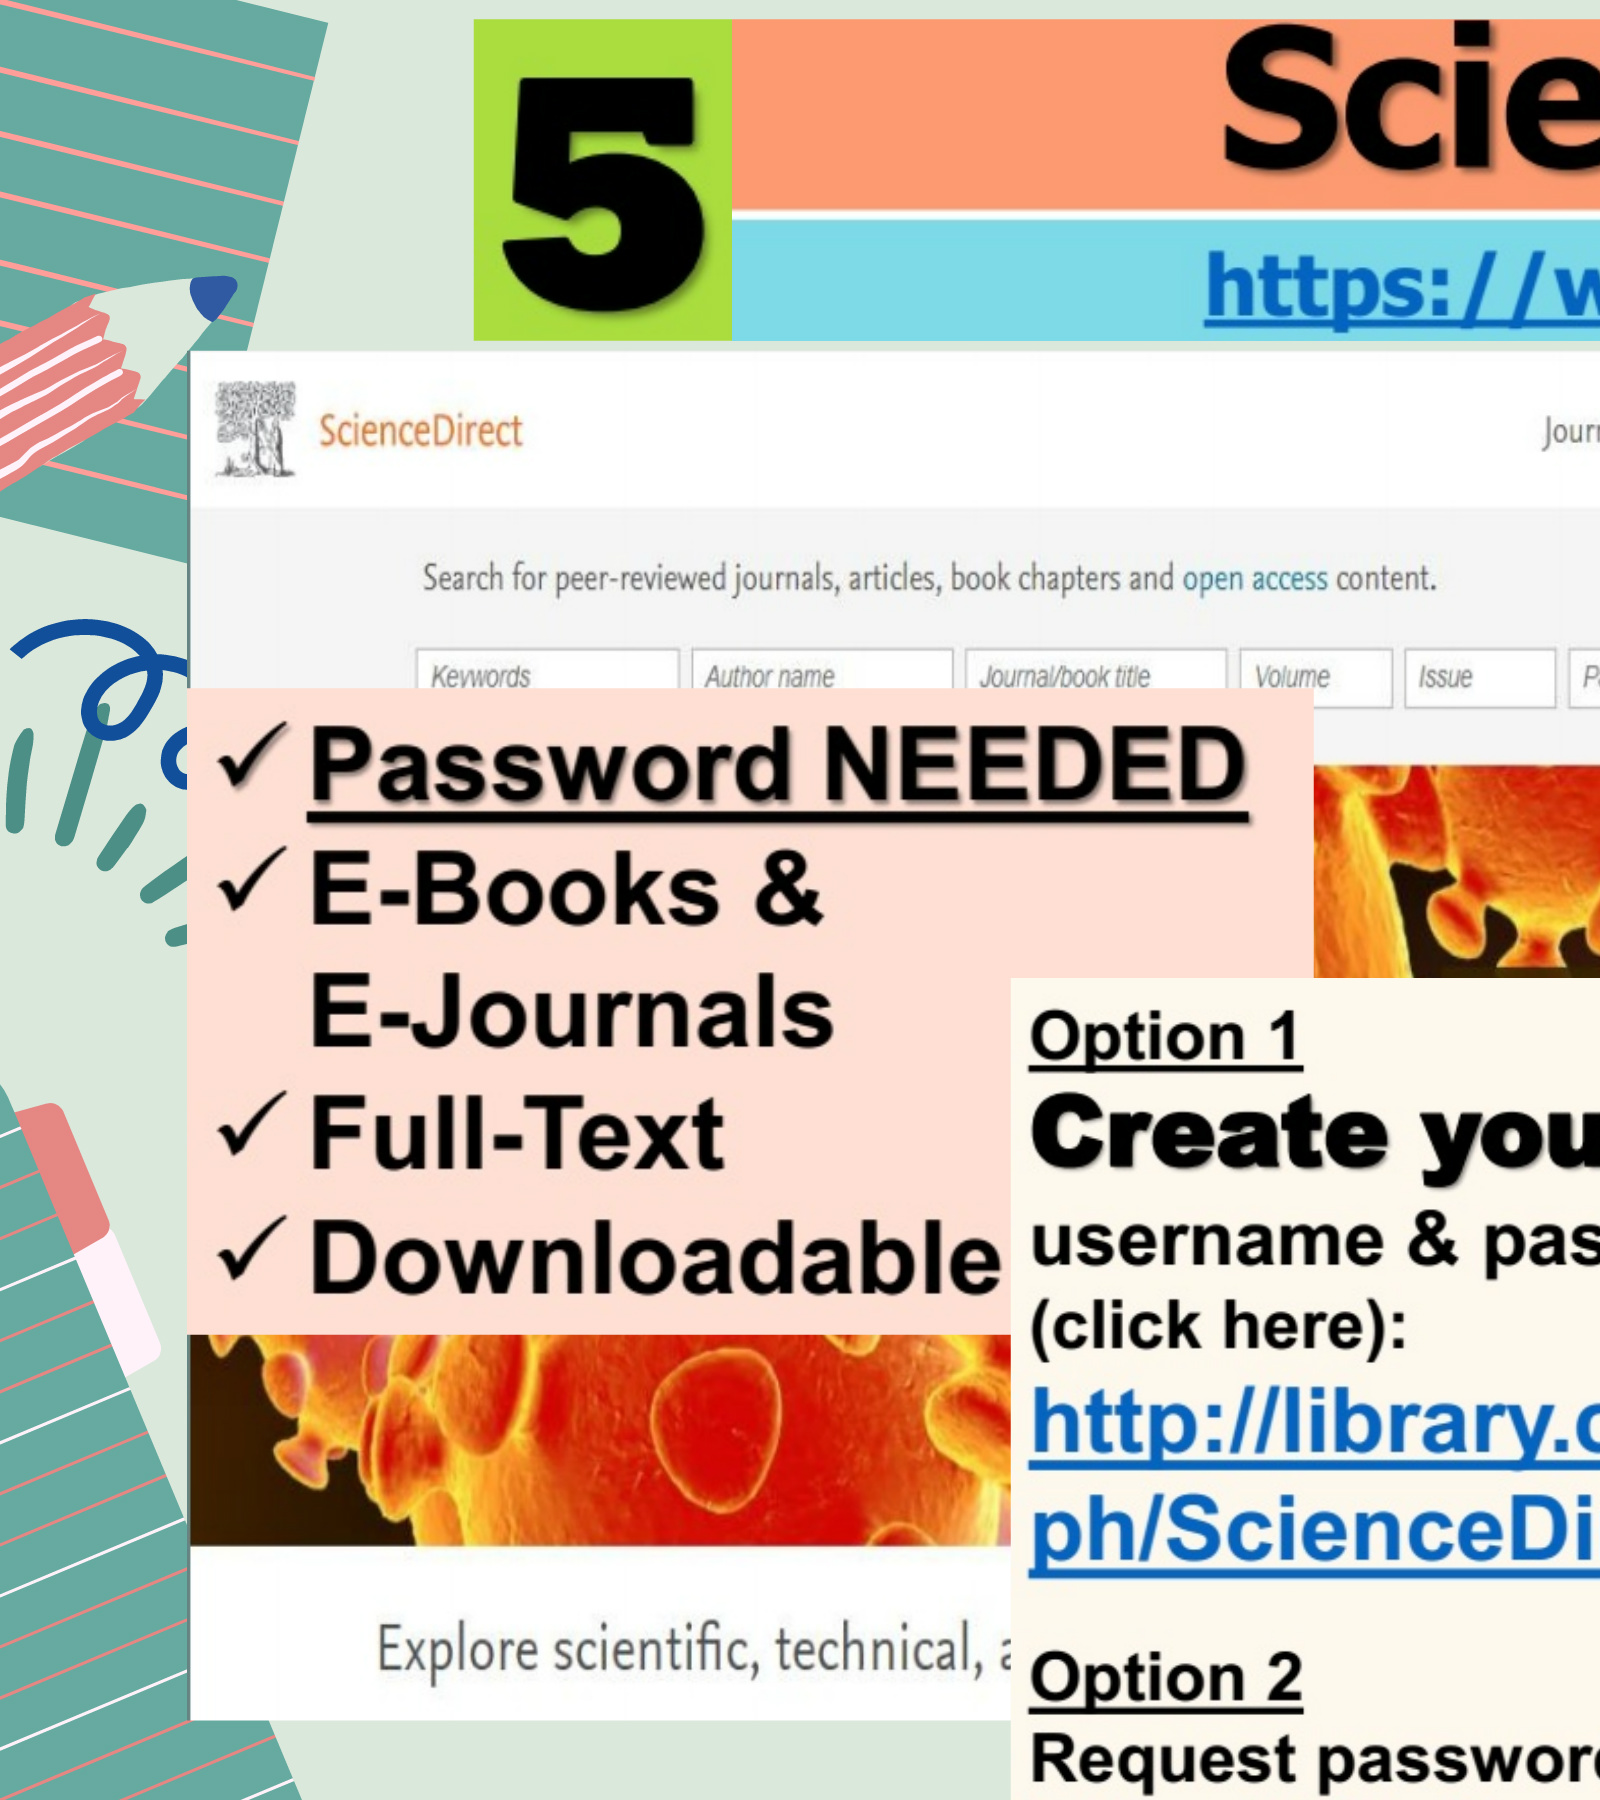 5
Scie
https://w
ScienceDirect
Journ
Search for peer-reviewed journals, articles, book chapters and open access content.
Keywords Author name Journal/book title Volume Issue
✓ Password NEEDED
✓ E-Books &
E-Journals
✓ Full-Text
✓ Downloadable
Option 1
Create you
username & pas
(click here):
http://library.
ph/ScienceDi
Explore scientific, technical,
Option 2
Request password